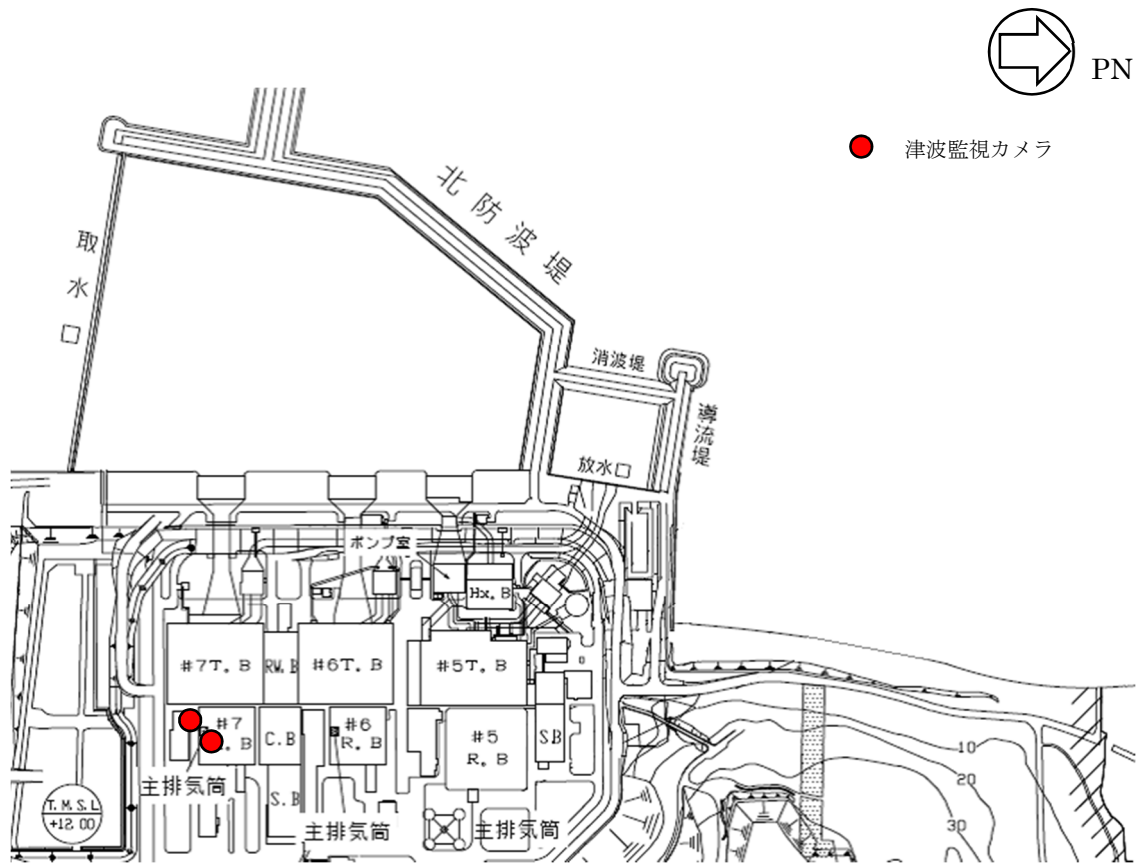 PN
津波監視カメラ
北防波堤
取水口
消波堤
導流堤
放水口
ポンプ室
Hx. B
#7T. B
RW. B
#6T. B
#5T. B
#7
. B
C. B
#6
R. B
#5
R. B
S B
主排気筒
S. B
T. M. S. L
+12 00
主排気筒
主排気筒
10
20
30